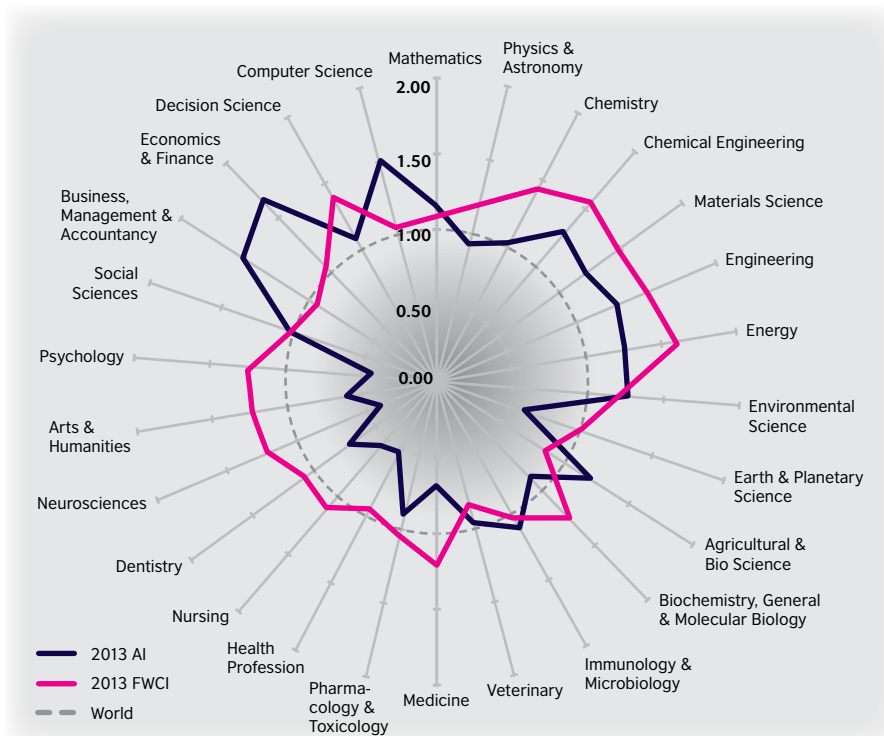 Mathematics
Physics &
Astronomy
Chemistry
Chemical Engineering
Materials Science
Engineering
Energy
Environmental
Science
Earth & Planetary
Science
Agricultural &
Bio Science
Biochemistry, General
& Molecular Biology
Immunology &
Microbiology
Veterinary
Medicine
Pharma-
cology &
Toxicology
Health
Profession
Nursing
Dentistry
Neurosciences
Arts &
Humanities
Psychology
Social
Sciences
Business,
Management &
Accountancy
Economics
& Finance
Decision Science
Computer Science
2.00
1.50
1.00
0.50
0.00
2013 AI
2013 FWCI
World